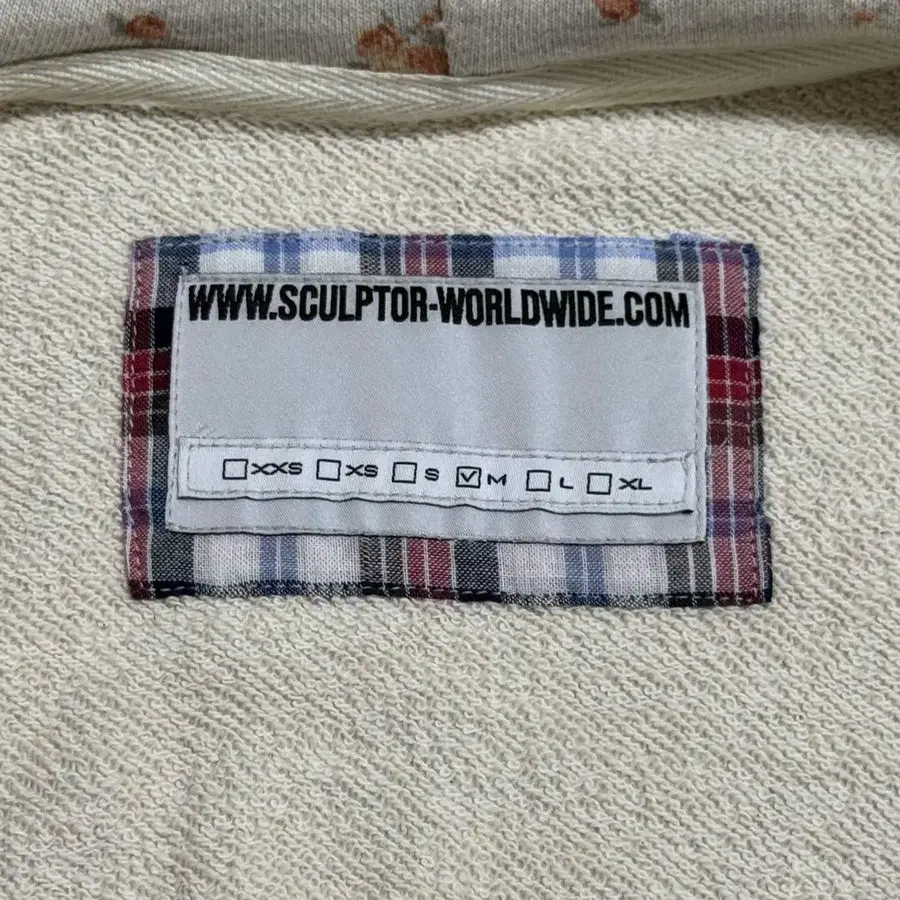 WWW.SCULPTOR-WORLDWIDE.COM
☐XXS ☐XS ☐S ☑M ☐L ☐XL